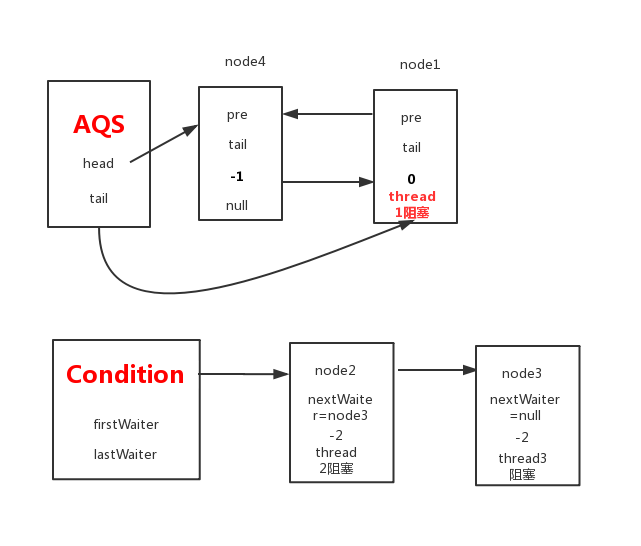 node4
node1
AQS
head
tail
pre
tail
-1
null
pre
tail
0
thread
1阻塞
Condition
firstWaiter
lastWaiter
node2
nextWaite
r=node3
-2
thread
2阻塞
node3
nextWaiter
=null
-2
thread3
阻塞